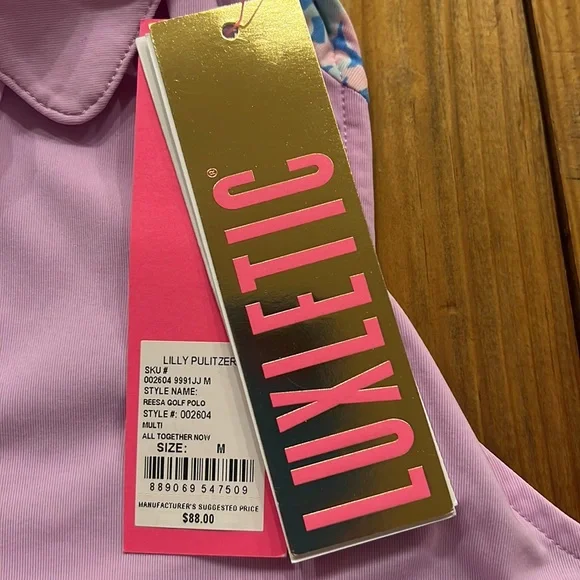 LUXLETIC®
LILLY PULITZER
SKU #
002604 9991JJ M
STYLE NAME:
REESA GOLF POLO
STYLE #: 002604
MULTI
ALL TOGETHER NOW
SIZE: M
889069 547509
MANUFACTURER'S SUGGESTED PRICE
$88.00